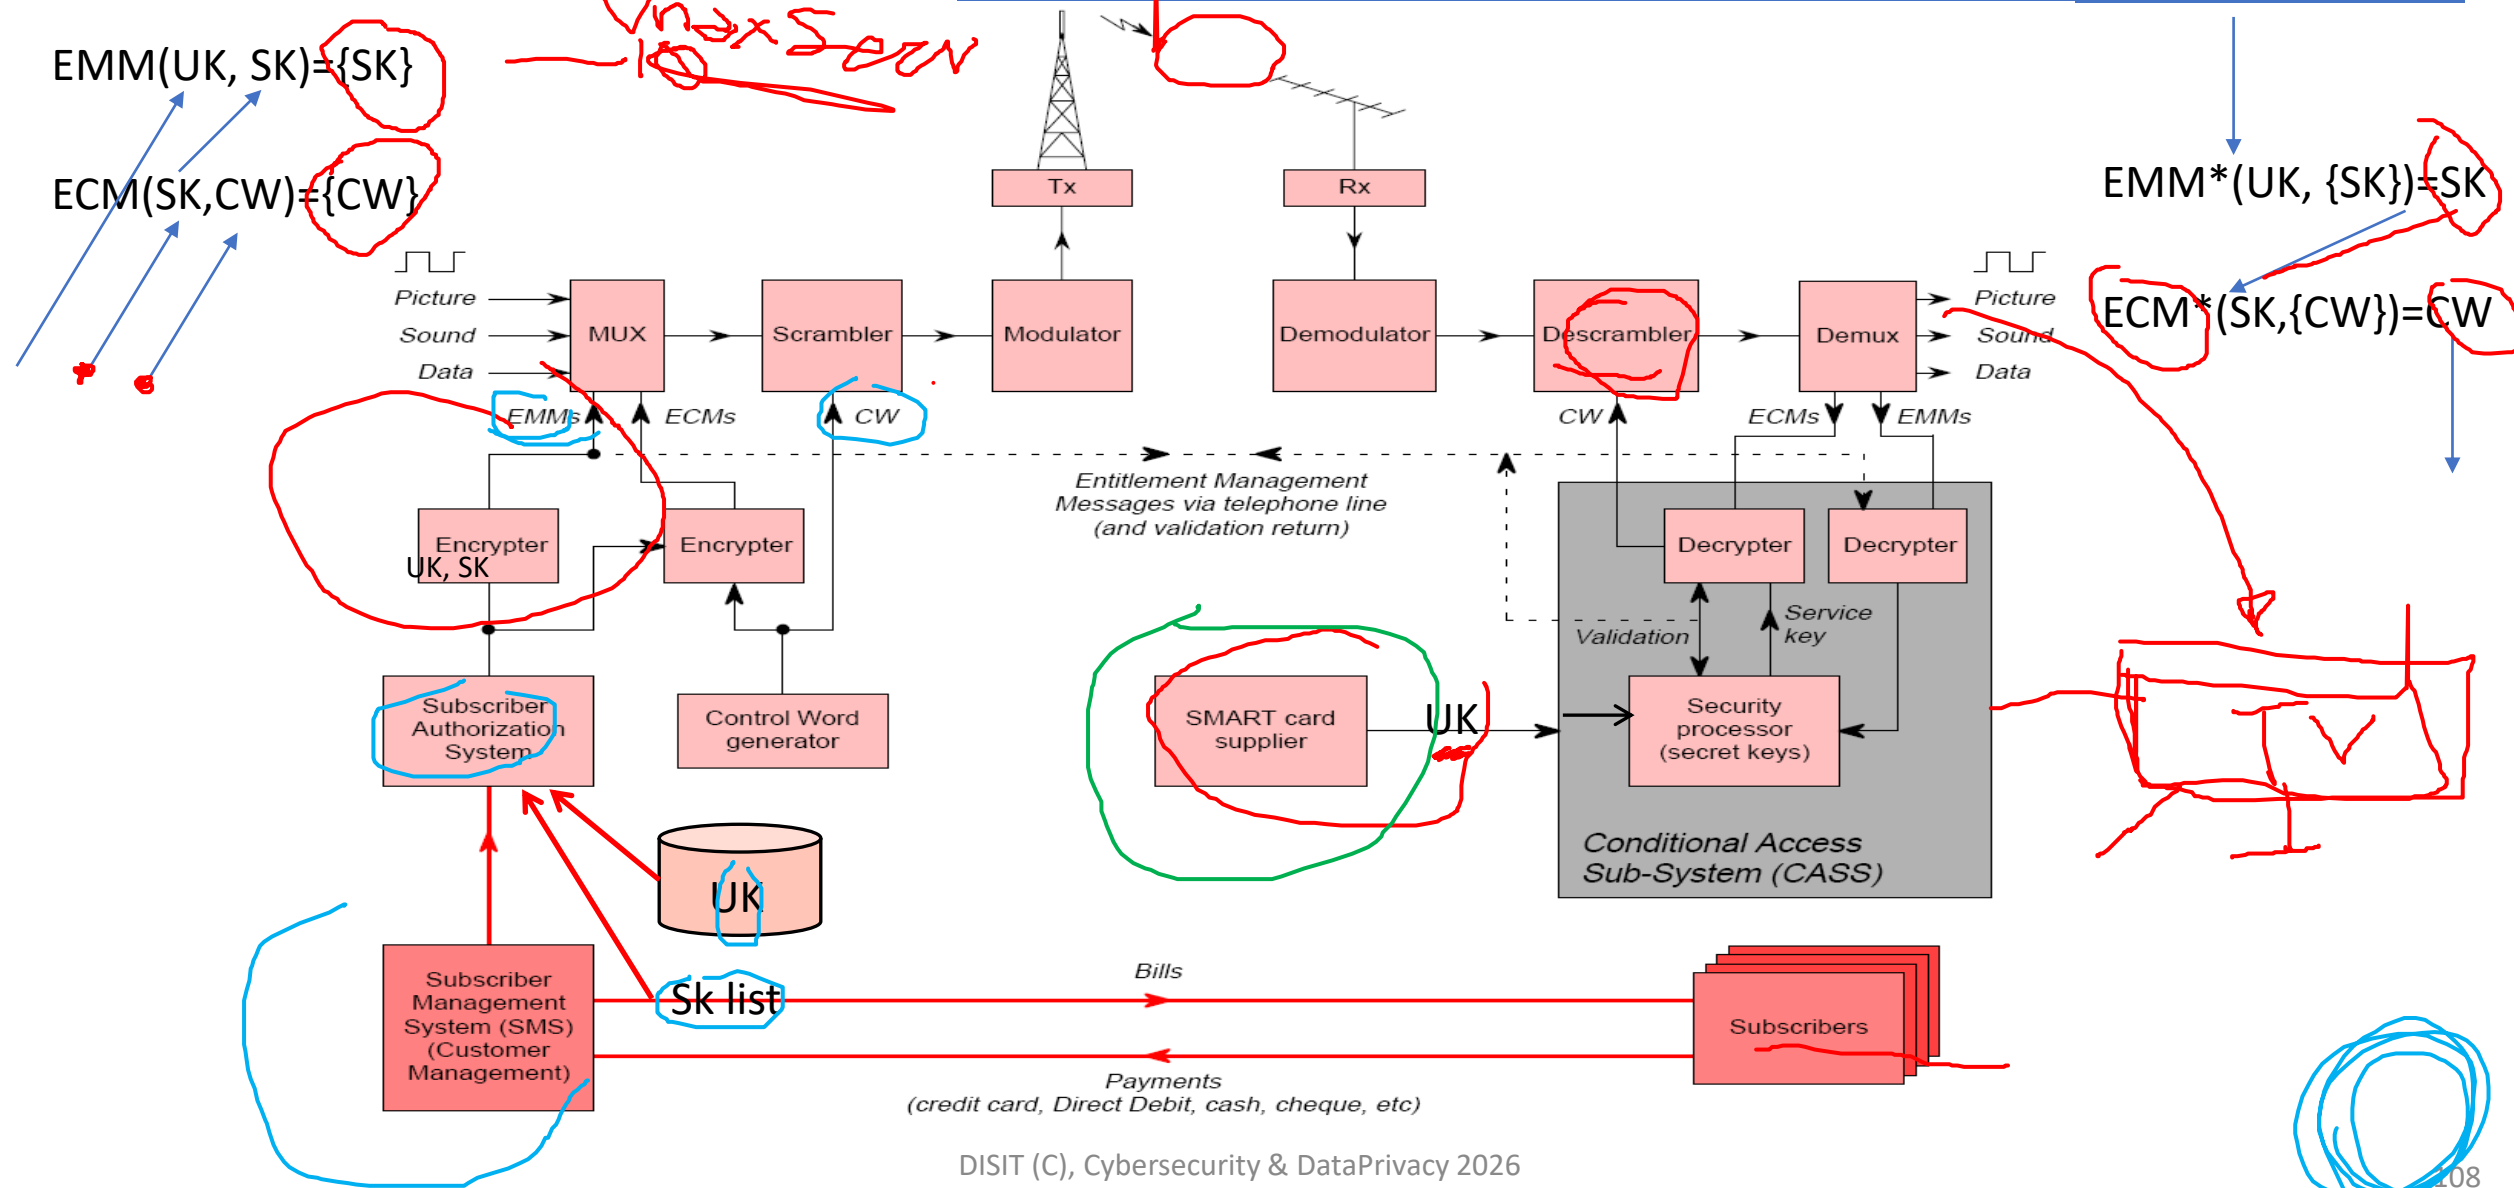 EMM(UK, SK)={SK}
ECM(SK,CW)={CW}
EMM*(UK, {SK})=SK
ECM*(SK,{CW})=CW
Tx
Rx
Picture
Sound
Data
MUX
Scrambler
Modulator
Demodulator
Descrambler
Demux
Picture
Sound
Data
EMMs
ECMs
CW
CW
ECMs
EMMs
Entitlement Management
Messages via telephone line
(and validation return)
Encrypter
UK, SK
Encrypter
Decrypter
Decrypter
Validation
Service
key
Subscriber
Authorization
System
Control Word
generator
SMART card
supplier
UK
Security
processor
(secret keys)
Conditional Access
Sub-System (CASS)
UK
Sk list
Subscriber
Management
System (SMS)
(Customer
Management)
Bills
Subscribers
Payments
(credit card, Direct Debit, cash, cheque, etc)
TV
DISIT (C), Cybersecurity & DataPrivacy 2026
108